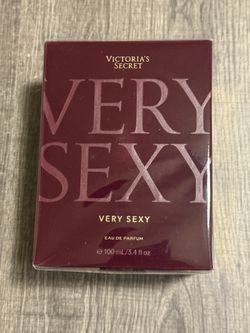 VICTORIA'S
SECRET
VERY
SEXY
VERY SEXY
EAU DE PARFUM
℮ 100 mL/3.4 fl oz